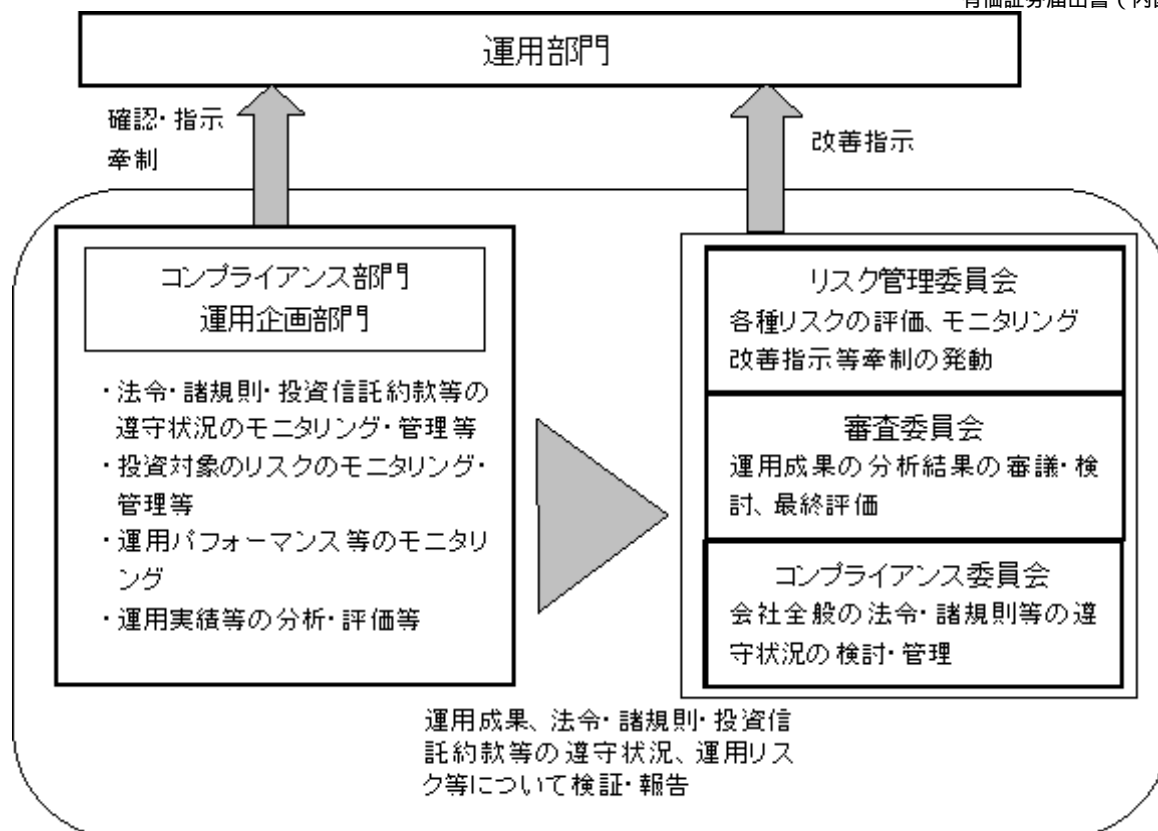 有価証券届出書(内国
運用部門
確認・指示
牽制
改善指示
コンプライアンス部門
運用企画部門
・法令・諸規則・投資信託約款等の
遵守状況のモニタリング・管理等
・投資対象のリスクのモニタリング・
管理等
・運用パフォーマンス等のモニタリ
ング
・運用実績等の分析・評価等
リスク管理委員会
各種リスクの評価、モニタリング
改善指示等牽制の発動
審査委員会
運用成果の分析結果の審議・検
討、最終評価
コンプライアンス委員会
会社全般の法令・諸規則等の遵
守状況の検討・管理
運用成果、法令・諸規則・投資信
託約款等の遵守状況、運用リス
ク等について検証・報告